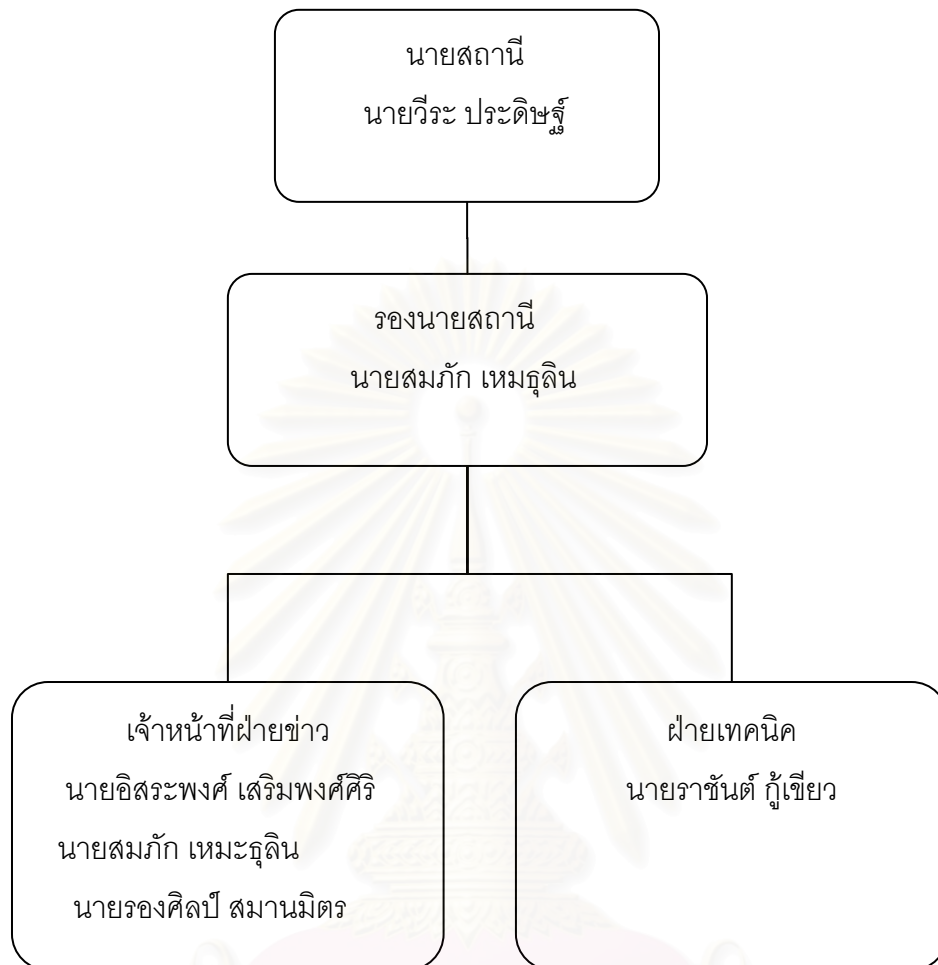 นายสถานี
นายวีระ ประดิษฐ์
รองนายสถานี
นายสมภัก เหมธุลิน
เจ้าหน้าที่ฝ่ายข่าว
นายอิสระพงศ์ เสริมพงศ์ศิริ
นายสมภัก เหมะธุลิน
นายรองศิลป์ สมานมิตร
ฝ่ายเทคนิค
นายราชันต์ กู้เขียว